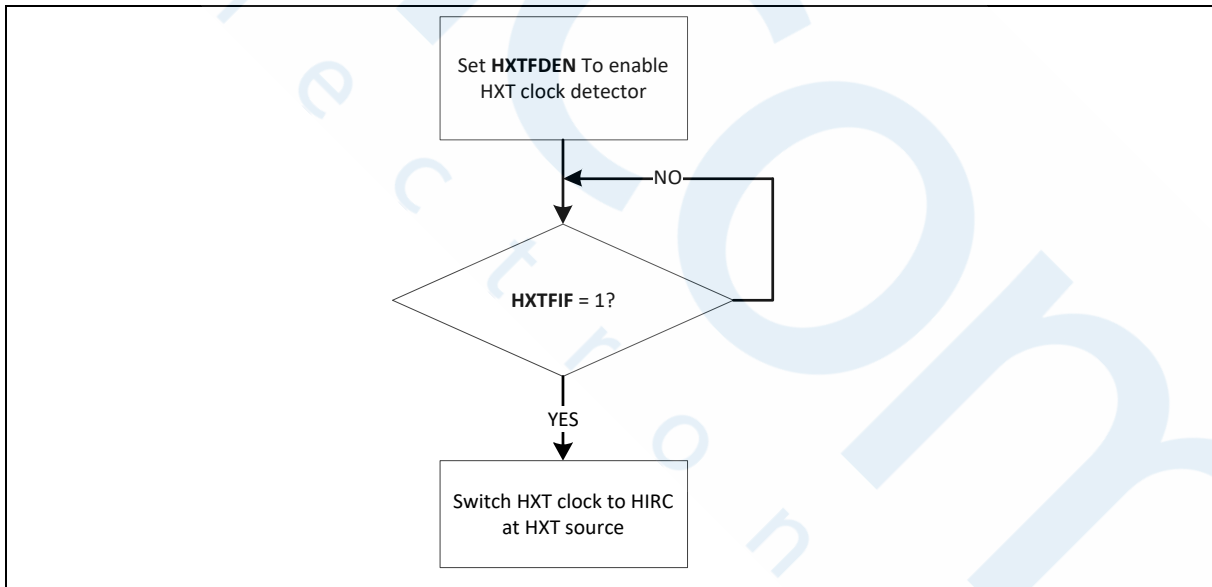 Set HXTFDEN To enable
HXT clock detector
NO
HXTFIF = 1?
YES
Switch HXT clock to HIRC
at HXT source